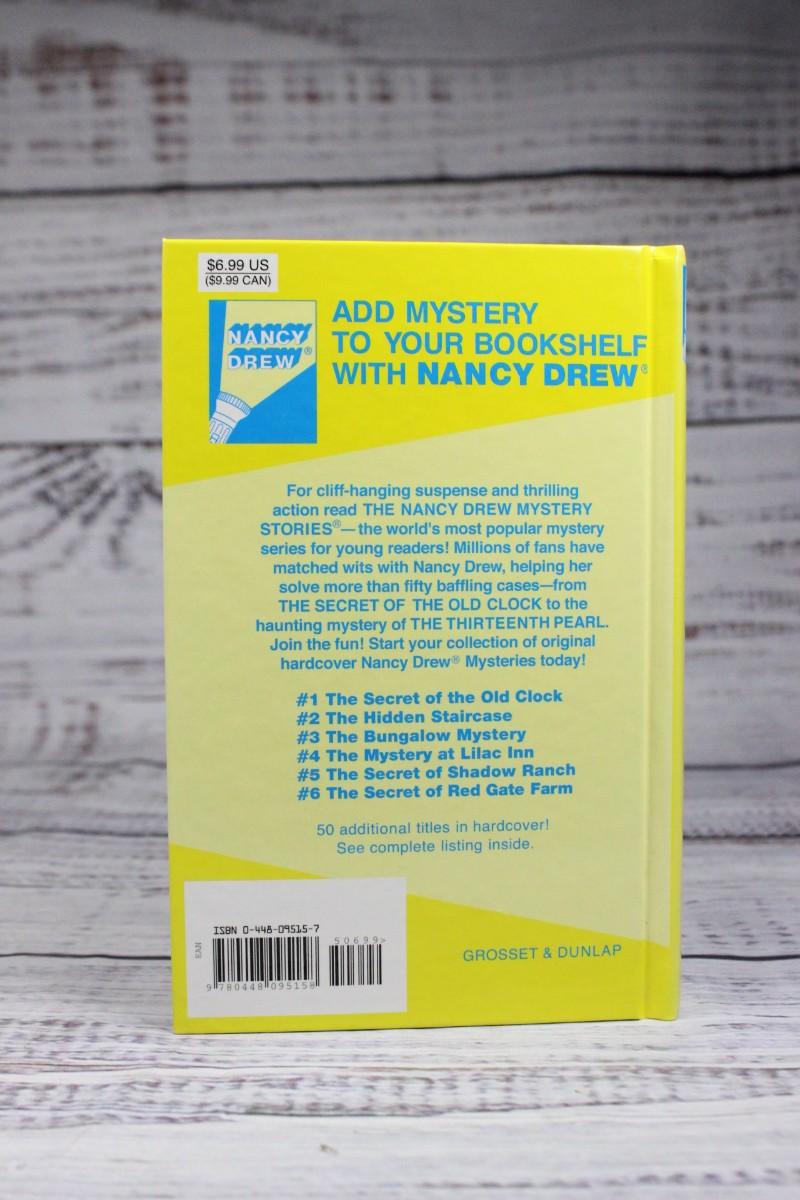 $6.99 US
($9.99 CAN)
NANCY
DREW®
ADD MYSTERY
TO YOUR BOOKSHELF
WITH NANCY DREW®
For cliff-hanging suspense and thrilling
action read THE NANCY DREW MYSTERY
STORIES®—the world's most popular mystery
series for young readers! Millions of fans have
matched wits with Nancy Drew, helping her
solve more than fifty baffling cases—from
THE SECRET OF THE OLD CLOCK to the
haunting mystery of THE THIRTEENTH PEARL.
Join the fun! Start your collection of original
hardcover Nancy Drew® Mysteries today!
#1 The Secret of the Old Clock
#2 The Hidden Staircase
#3 The Bungalow Mystery
#4 The Mystery at Lilac Inn
#5 The Secret of Shadow Ranch
#6 The Secret of Red Gate Farm
50 additional titles in hardcover!
See complete listing inside.
GROSSET & DUNLAP
ISBN 0-448-09515-7
50699>
EAN
9 780448 095158